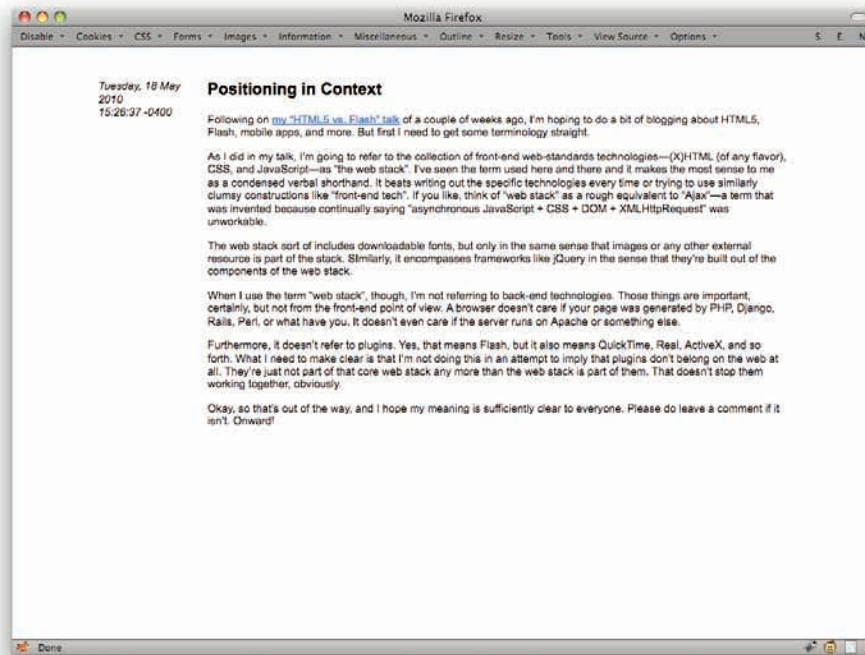 Mozilla Firefox
Disable Cookies CSS Forms Images Information Miscellaneous Outline Resize Tools View Source Options S E N
Tuesday, 18 May
2010
15:26:37 -0400
Positioning in Context
Following on my "HTML5 vs. Flash" talk of a couple of weeks ago, I'm hoping to do a bit of blogging about HTML5,
Flash, mobile apps, and more. But first I need to get some terminology straight.
As I did in my talk, I'm going to refer to the collection of front-end web-standards technologies—(X)HTML (of any flavor),
CSS, and JavaScript—as "the web stack". I've seen the term used here and there and it makes the most sense to me
as a condensed verbal shorthand. It beats writing out the specific technologies every time or trying to use similarly
clumsy constructions like "front-end tech". If you like, think of "web stack" as a rough equivalent to "Ajax"—a term that
was invented because continually saying "asynchronous JavaScript + CSS + DOM + XMLHttpRequest" was
unworkable.
The web stack sort of includes downloadable fonts, but only in the same sense that images or any other external
resource is part of the stack. SImilarly, it encompasses frameworks like jQuery in the sense that they're built out of the
components of the web stack.
When I use the term "web stack", though, I'm not referring to back-end technologies. Those things are important,
certainly, but not from the front-end point of view. A browser doesn't care if your page was generated by PHP, Django,
Rails, Perl, or what have you. It doesn't even care if the server runs on Apache or something else.
Furthermore, it doesn't refer to plugins. Yes, that means Flash, but it also means QuickTime, Real, ActiveX, and so
forth. What I need to make clear is that I'm not doing this in an attempt to imply that plugins don't belong on the web at
all. They're just not part of that core web stack any more than the web stack is part of them. That doesn't stop them
working together, obviously.
Okay, so that's out of the way, and I hope my meaning is sufficiently clear to everyone. Please do leave a comment if it
isn't. Onward!
Done